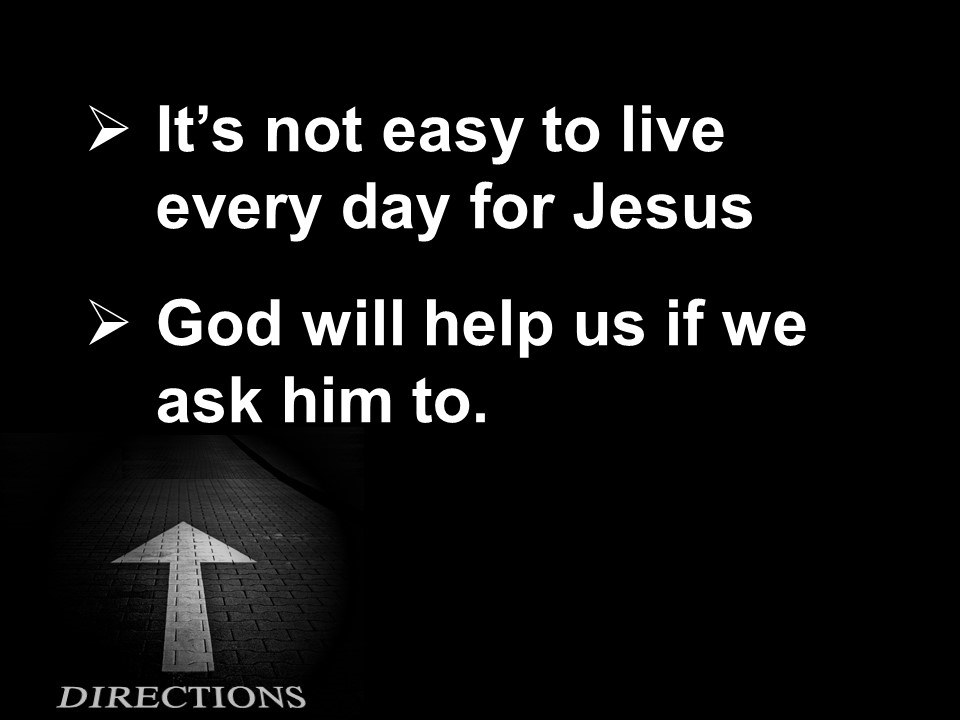 ➢ It’s not easy to live
every day for Jesus
➢ God will help us if we
ask him to.
DIRECTIONS